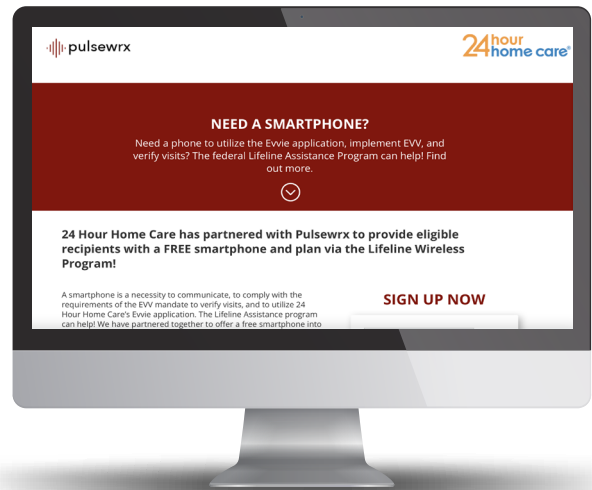 pulsewrx
24 hour
home care®
NEED A SMARTPHONE?
Need a phone to utilize the Evvie application, implement EVV, and
verify visits? The federal Lifeline Assistance Program can help! Find
out more.
24 Hour Home Care has partnered with Pulsewrx to provide eligible
recipients with a FREE smartphone and plan via the Lifeline Wireless
Program!
A smartphone is a necessity to communicate, to comply with the
requirements of the EVV mandate to verify visits, and to utilize 24
Hour Home Care's Evvie application. The Lifeline Assistance program
can help! We have partnered together to offer a free smartphone into
SIGN UP NOW